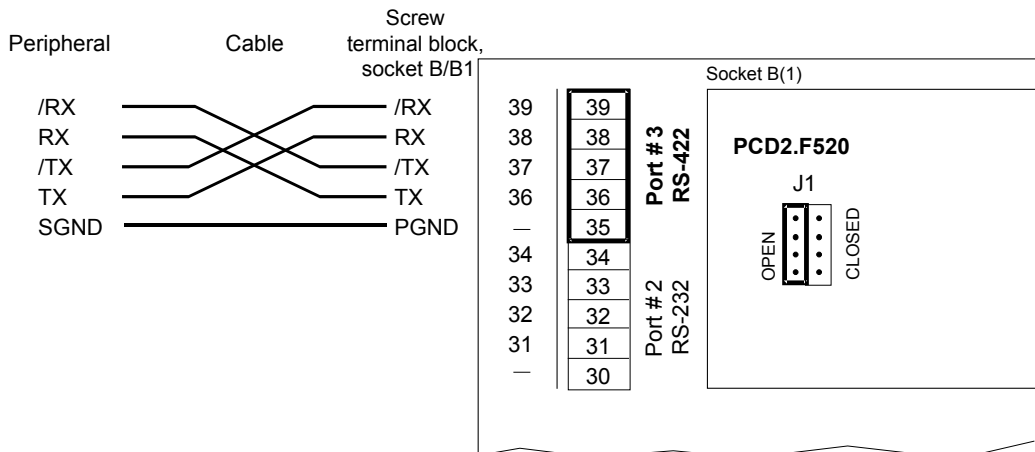 Peripheral Cable Screw terminal block, socket B/B1
/RX /RX
RX RX
/TX /TX
TX TX
SGND PGND
Socket B(1)
39 39
38 38
37 37
36 36
— 35
34 34
33 33
32 32
31 31
— 30
Port # 3
RS-422
Port # 2
RS-232
PCD2.F520
J1
OPEN
CLOSED